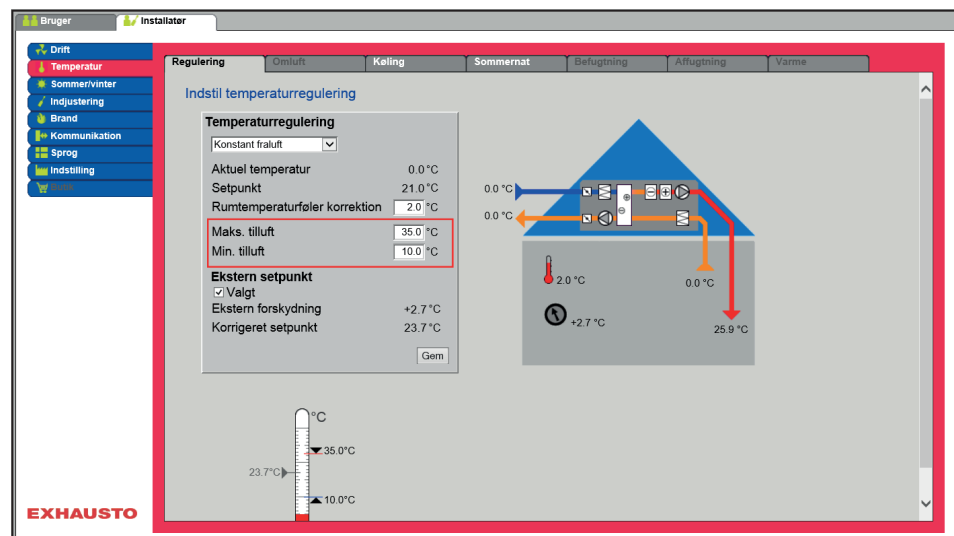 Bruger
Installatør
Drift
Temperatur
Sommer/vinter
Indjustering
Brand
Kommunikation
Sprog
Indstilling
Butik
EXHAUSTO
Regulering
Omluft
Køling
Sommernat
Befugtning
Affugtning
Varme
Indstil temperaturregulering
Temperaturregulering
Konstant fraluft
Aktuel temperatur 0.0 °C
Setpunkt 21.0 °C
Rumtemperaturføler korrektion 2.0 °C
Maks. tilluft 35.0 °C
Min. tilluft 10.0 °C
Ekstern setpunkt
Valgt
Ekstern forskydning +2.7 °C
Korrigeret setpunkt 23.7 °C
Gem
0.0 °C
0.0 °C
2.0 °C
0.0 °C
+2.7 °C
25.9 °C
°C
35.0°C
23.7°C
10.0°C